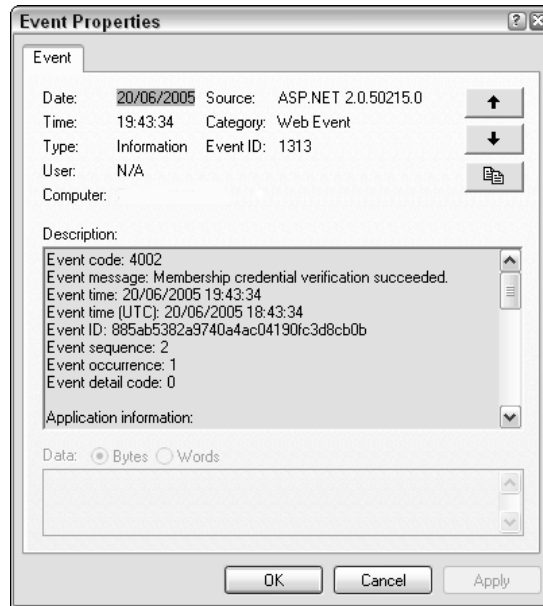 Event Properties
Event
Date: 20/06/2005 Source: ASP.NET 2.0.50215.0
Time: 19:43:34 Category: Web Event
Type: Information Event ID: 1313
User: N/A
Computer:
Description:
Event code: 4002
Event message: Membership credential verification succeeded.
Event time: 20/06/2005 19:43:34
Event time (UTC): 20/06/2005 18:43:34
Event ID: 885ab5382a9740a4ac04190fc3d8cb0b
Event sequence: 2
Event occurrence: 1
Event detail code: 0
Application information:
Data: Bytes Words
OK Cancel Apply